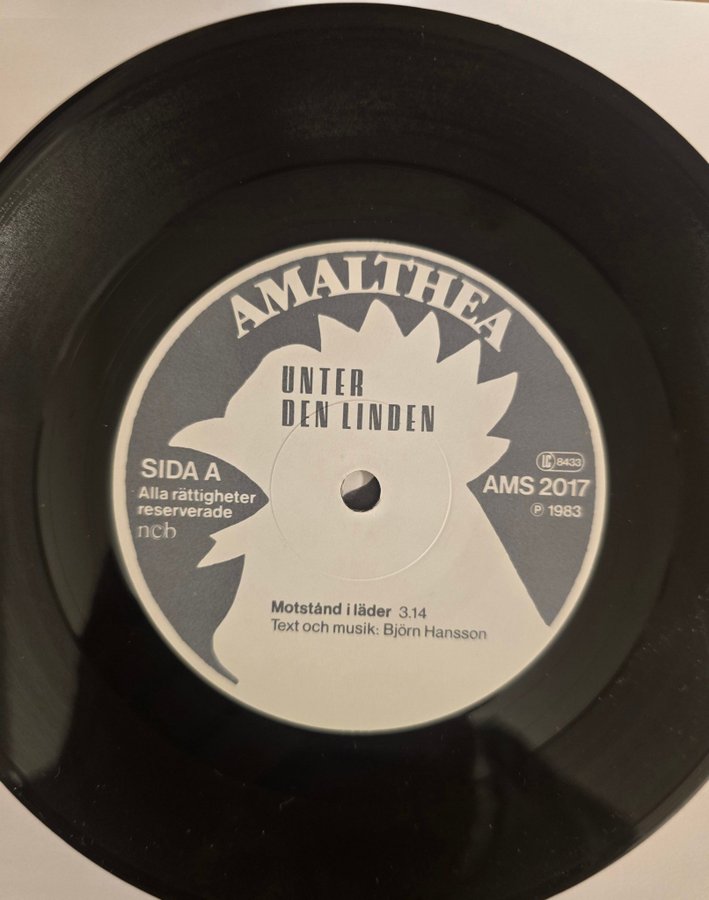 AMALTHEA
UNTER
DEN LINDEN
SIDA A
Alla rättigheter
reserverade
ncb
LC 8433
AMS 2017
℗ 1983
Motstånd i läder 3.14
Text och musik: Björn Hansson